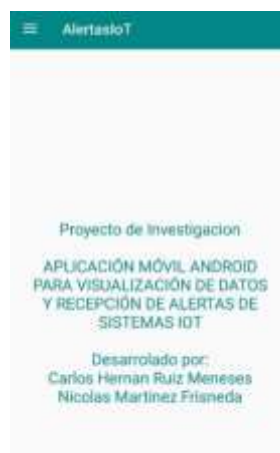 AlertasIoT
Proyecto de Investigacion
APLICACIÓN MÓVIL ANDROID
PARA VISUALIZACIÓN DE DATOS
Y RECEPCIÓN DE ALERTAS DE
SISTEMAS IOT
Desarrolado por:
Carlos Hernan Ruiz Meneses
Nicolas Martinez Frisneda